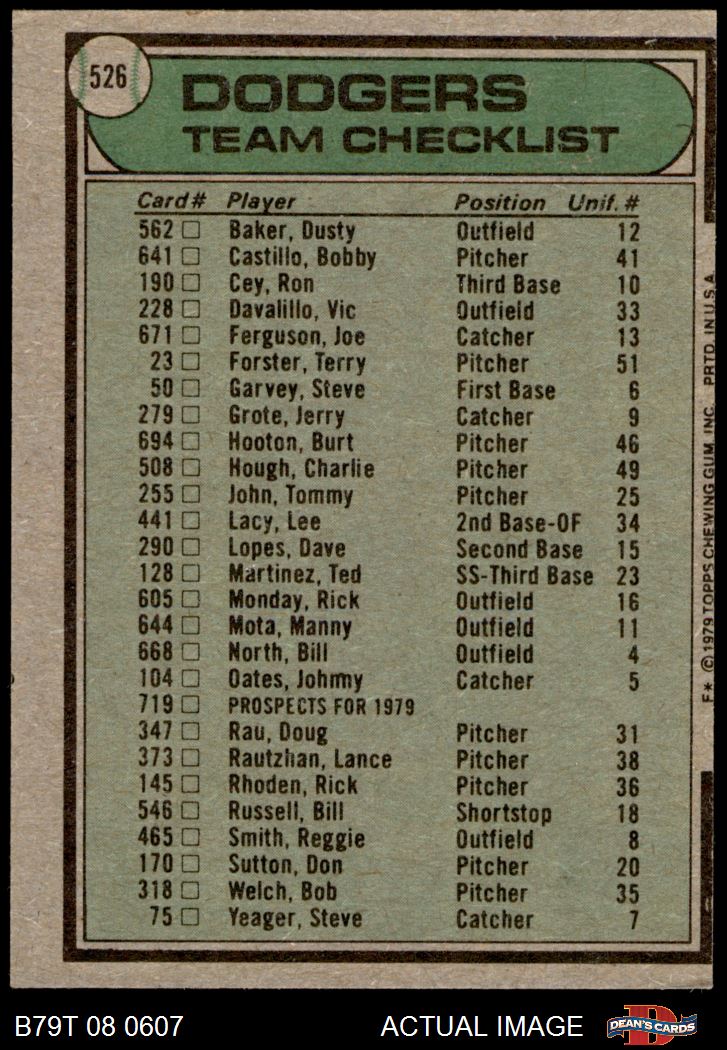 526
DODGERS
TEAM CHECKLIST
Card# Player Position Unif. #
562 Baker, Dusty Outfield 12
641 Castillo, Bobby Pitcher 41
190 Cey, Ron Third Base 10
228 Davalillo, Vic Outfield 33
671 Ferguson, Joe Catcher 13
23 Forster, Terry Pitcher 51
50 Garvey, Steve First Base 6
279 Grote, Jerry Catcher 9
694 Hooton, Burt Pitcher 46
508 Hough, Charlie Pitcher 49
255 John, Tommy Pitcher 25
441 Lacy, Lee 2nd Base-OF 34
290 Lopes, Dave Second Base 15
128 Martinez, Ted SS-Third Base 23
605 Monday, Rick Outfield 16
644 Mota, Manny Outfield 11
668 North, Bill Outfield 4
104 Oates, Johnny Catcher 5
719 PROSPECTS FOR 1979
347 Rau, Doug Pitcher 31
373 Rautzhan, Lance Pitcher 38
145 Rhoden, Rick Pitcher 36
546 Russell, Bill Shortstop 18
465 Smith, Reggie Outfield 8
170 Sutton, Don Pitcher 20
318 Welch, Bob Pitcher 35
75 Yeager, Steve Catcher 7
F* © 1979 TOPPS CHEWING GUM, INC. PRTD. IN U.S.A.
B79T 08 0607 ACTUAL IMAGE
D
DEAN'S CARDS